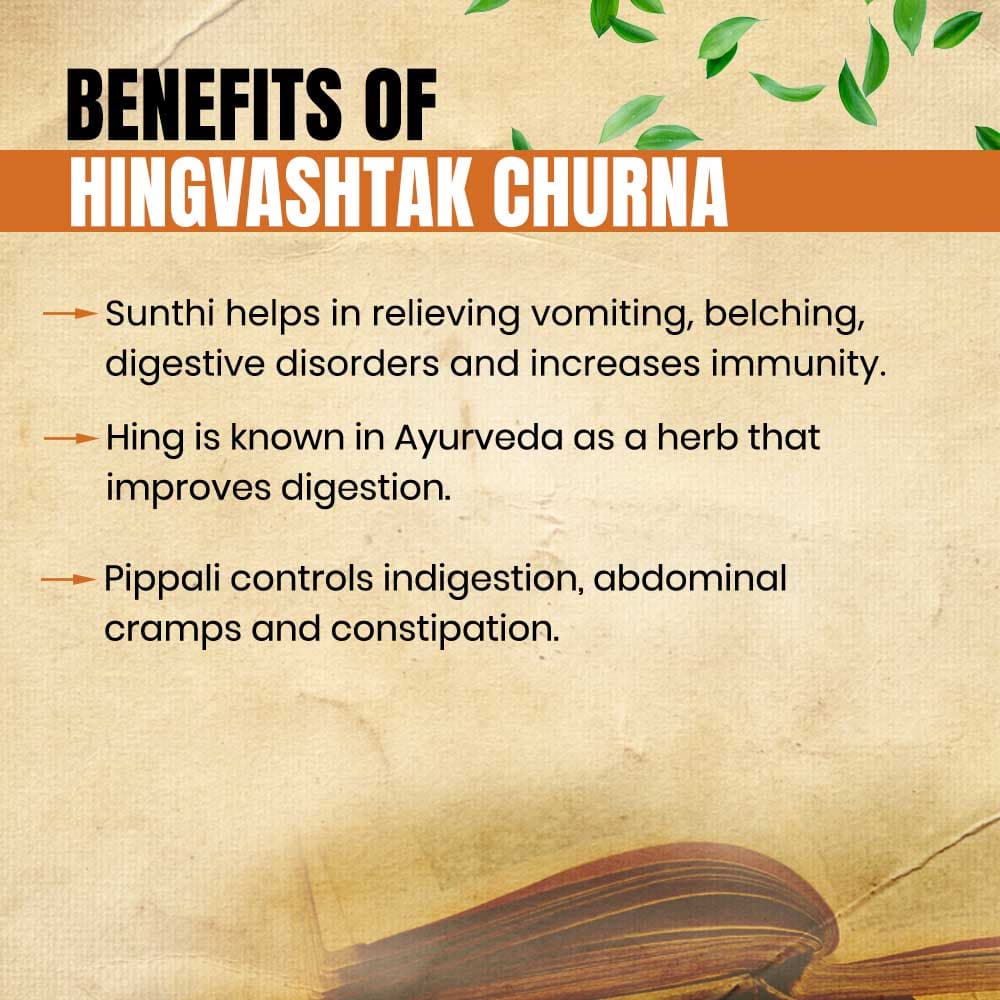 BENEFITS OF
HINGVASHTAK CHURNA
Sunthi helps in relieving vomiting, belching,
digestive disorders and increases immunity.
Hing is known in Ayurveda as a herb that
improves digestion.
Pippali controls indigestion, abdominal
cramps and constipation.